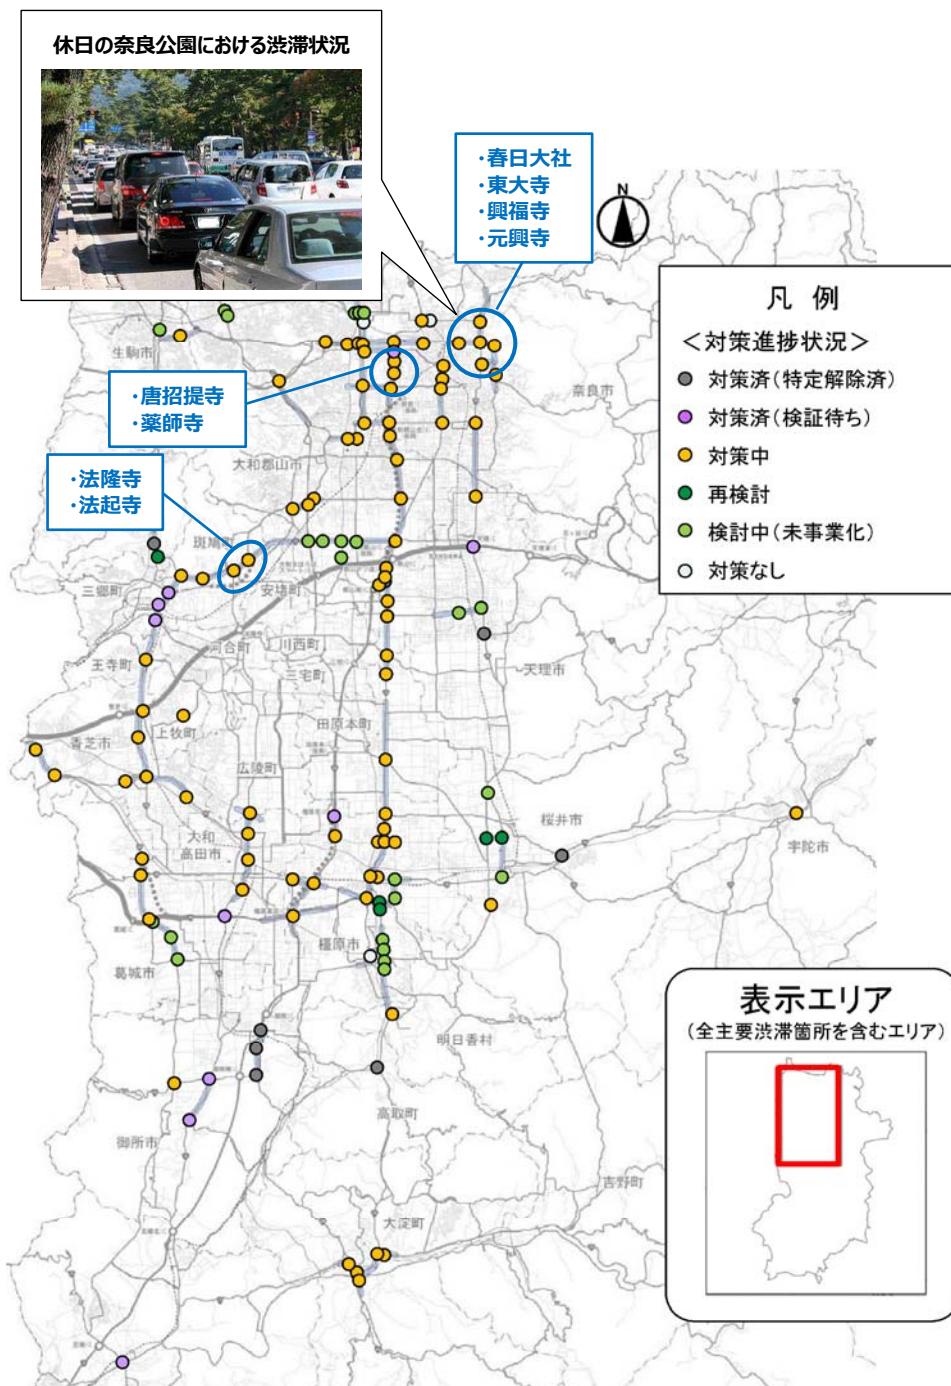 休日の奈良公園における渋滞状況
・春日大社
・東大寺
・興福寺
・元興寺
N
凡 例
＜対策進捗状況＞
対策済(特定解除済)
対策済(検証待ち)
対策中
再検討
検討中(未事業化)
対策なし
生駒市
奈良市
・唐招提寺
・薬師寺
大和郡山市
・法隆寺
・法起寺
斑鳩町
三郷町
安堵町
河合町
川西町
王寺町
三宅町
天理市
田原本町
上牧町
香芝市
広陵町
桜井市
大和
高田市
宇陀市
橿原市
葛城市
表示エリア
(全主要渋滞箇所を含むエリア)
明日香村
高取町
御所市
吉野町
大淀町